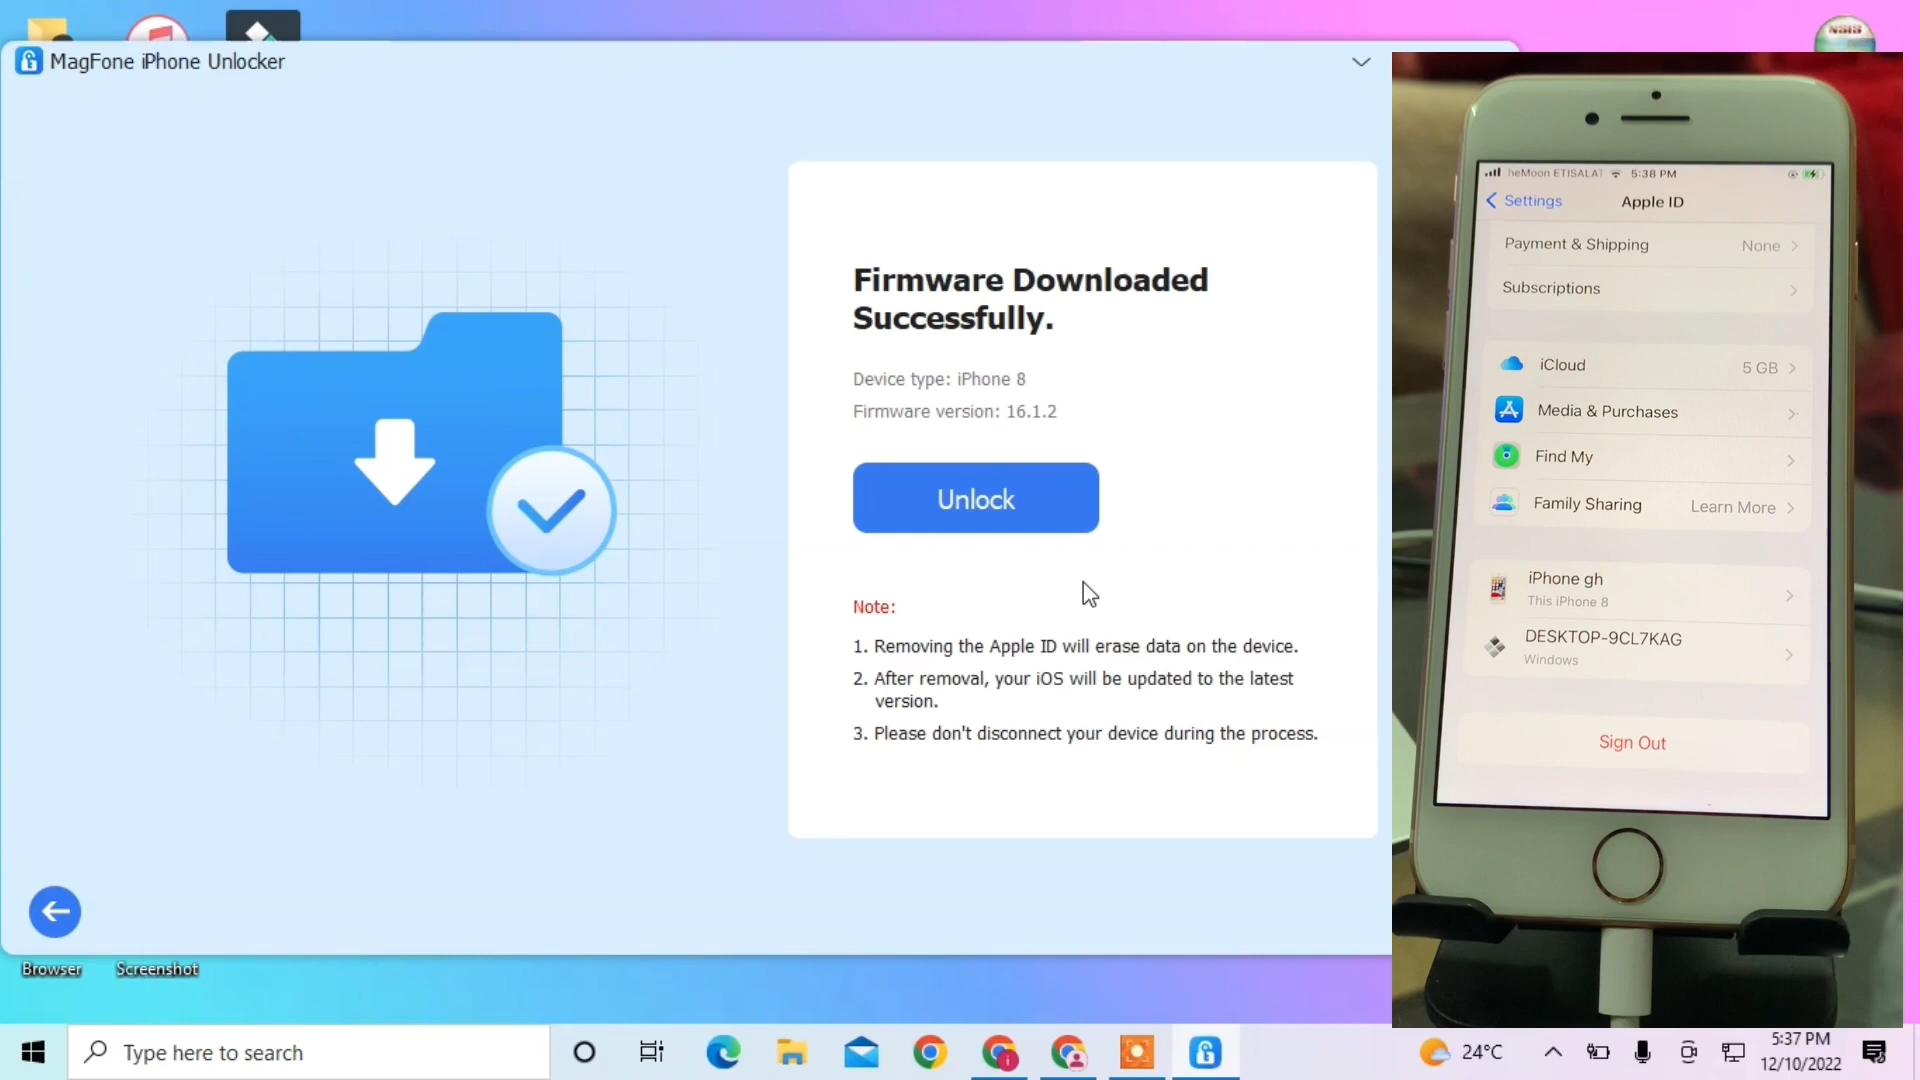 NSIS
MagFone iPhone Unlocker
Firmware Downloaded
Successfully.
Device type: iPhone 8
Firmware version: 16.1.2
Unlock
Note:
1. Removing the Apple ID will erase data on the device.
2. After removal, your iOS will be updated to the latest
version.
3. Please don't disconnect your device during the process.
heMoon ETISALAT 5:38 PM
Settings Apple ID
Payment & Shipping None
Subscriptions
iCloud 5 GB
Media & Purchases
Find My
Family Sharing Learn More
iPhone gh
This iPhone 8
DESKTOP-9CL7KAG
Windows
Sign Out
Browser Screenshot
Type here to search
24°C
5:37 PM
12/10/2022